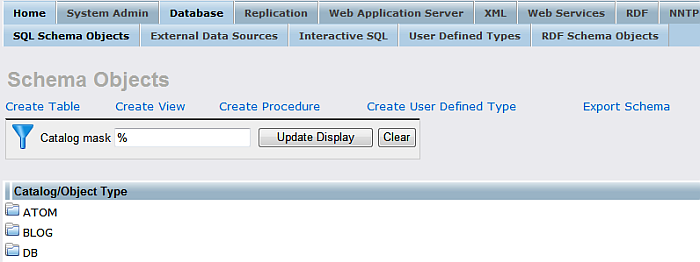 Home System Admin Database Replication Web Application Server XML Web Services RDF NNTP
SQL Schema Objects External Data Sources Interactive SQL User Defined Types RDF Schema Objects
Schema Objects
Create Table Create View Create Procedure Create User Defined Type Export Schema
Catalog mask % Update Display Clear
Catalog/Object Type
ATOM
BLOG
DB